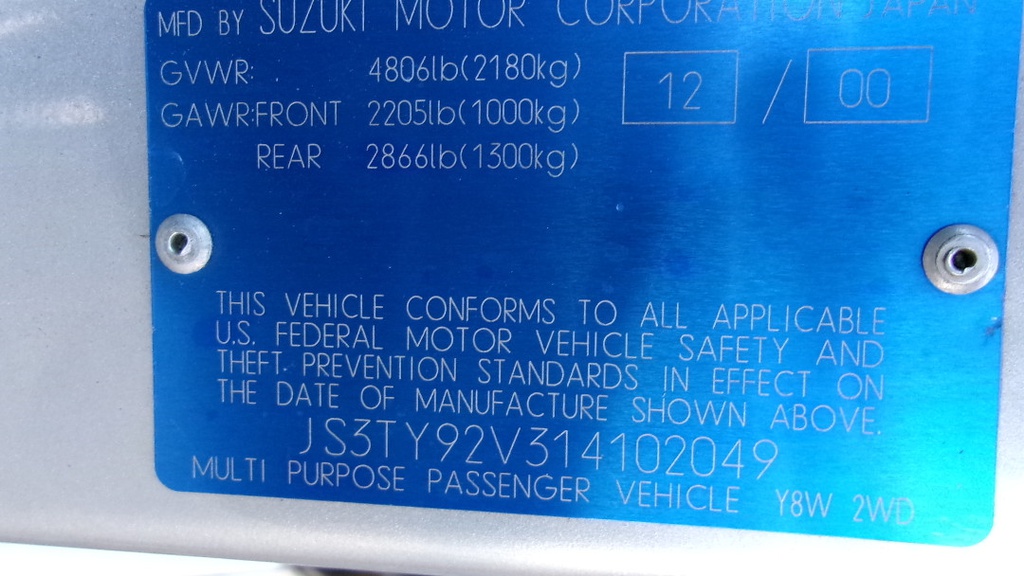 MFD BY SUZUKI MOTOR CORPORATION JAPAN
GVWR: 4806lb(2180kg) 12 / 00
GAWR:FRONT 2205lb(1000kg)
REAR 2866lb(1300kg)
THIS VEHICLE CONFORMS TO ALL APPLICABLE
U.S. FEDERAL MOTOR VEHICLE SAFETY AND
THEFT PREVENTION STANDARDS IN EFFECT ON
THE DATE OF MANUFACTURE SHOWN ABOVE.
JS3TY92V314102049
MULTI PURPOSE PASSENGER VEHICLE Y8W 2WD